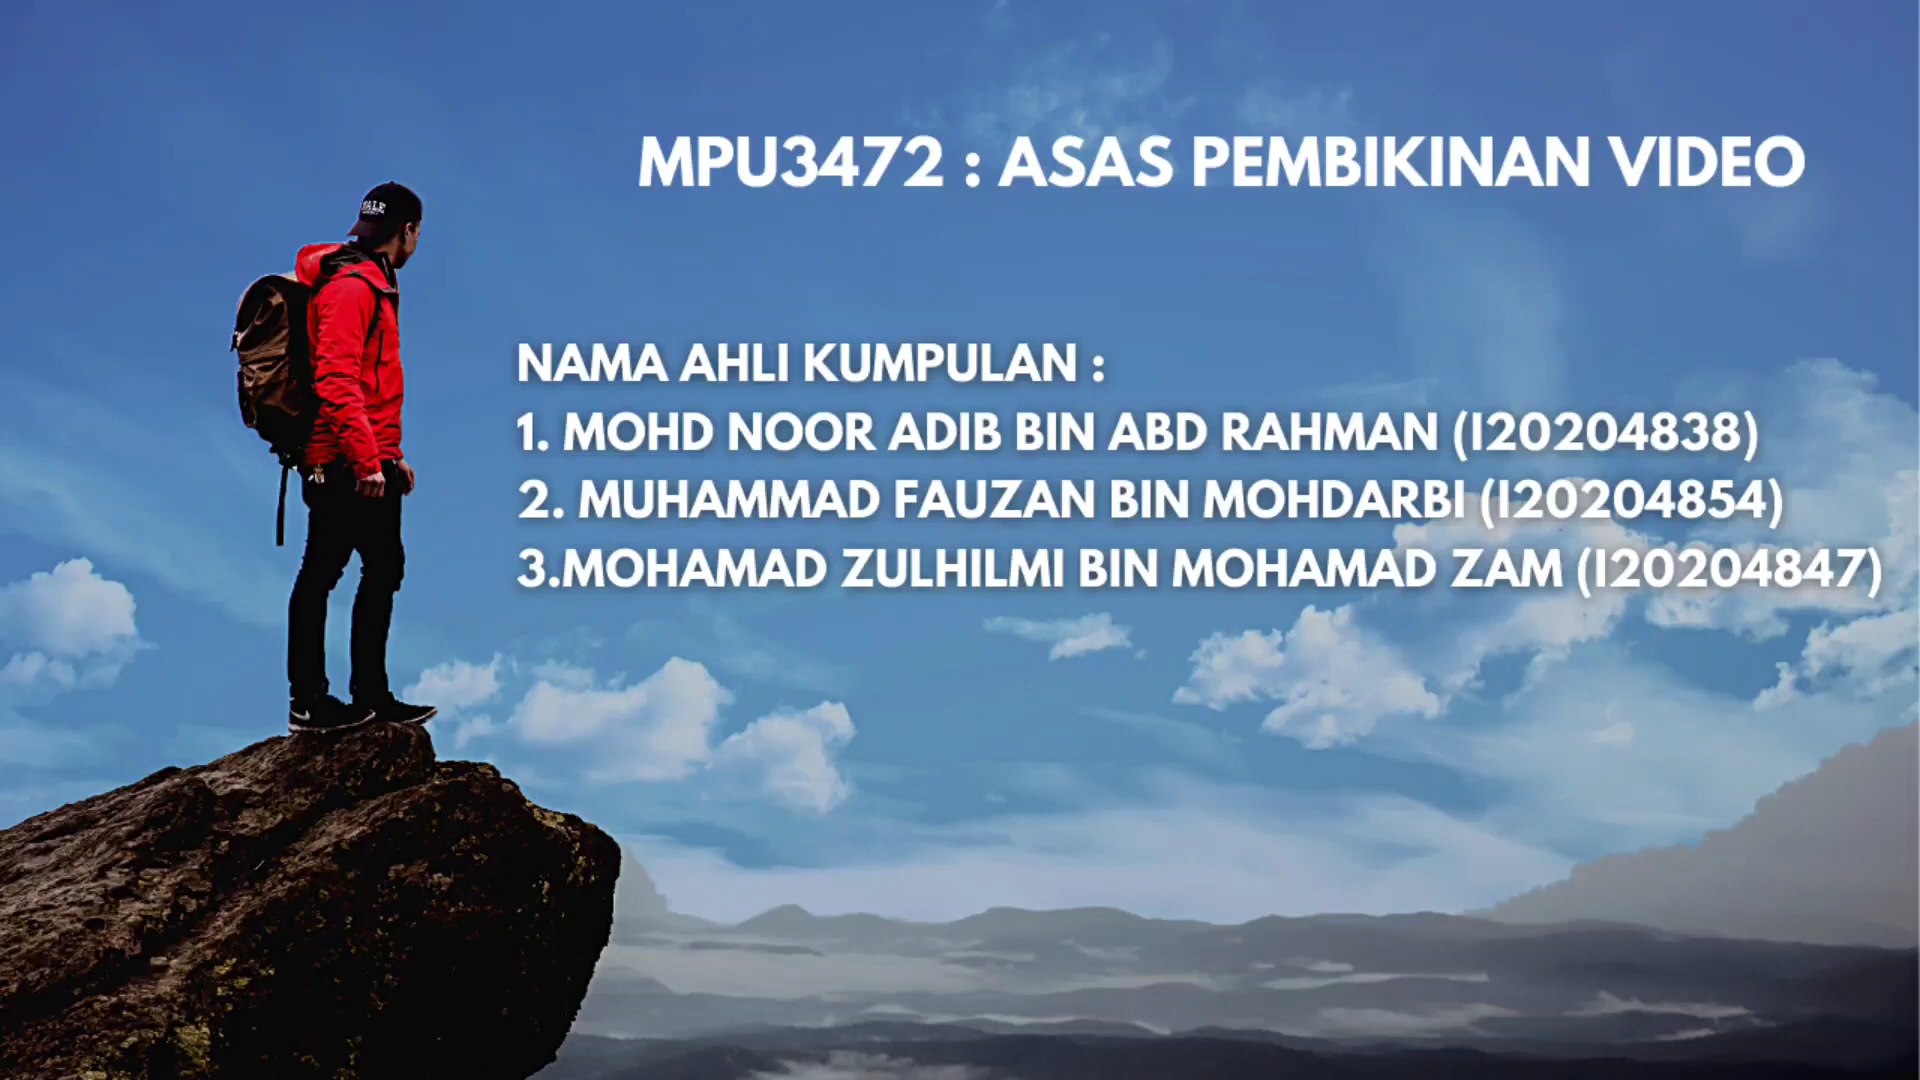 MPU3472 : ASAS PEMBIKINAN VIDEO
NAMA AHLI KUMPULAN :
1. MOHD NOOR ADIB BIN ABD RAHMAN (I20204838)
2. MUHAMMAD FAUZAN BIN MOHDARBI (I20204854)
3.MOHAMAD ZULHILMI BIN MOHAMAD ZAM (I20204847)